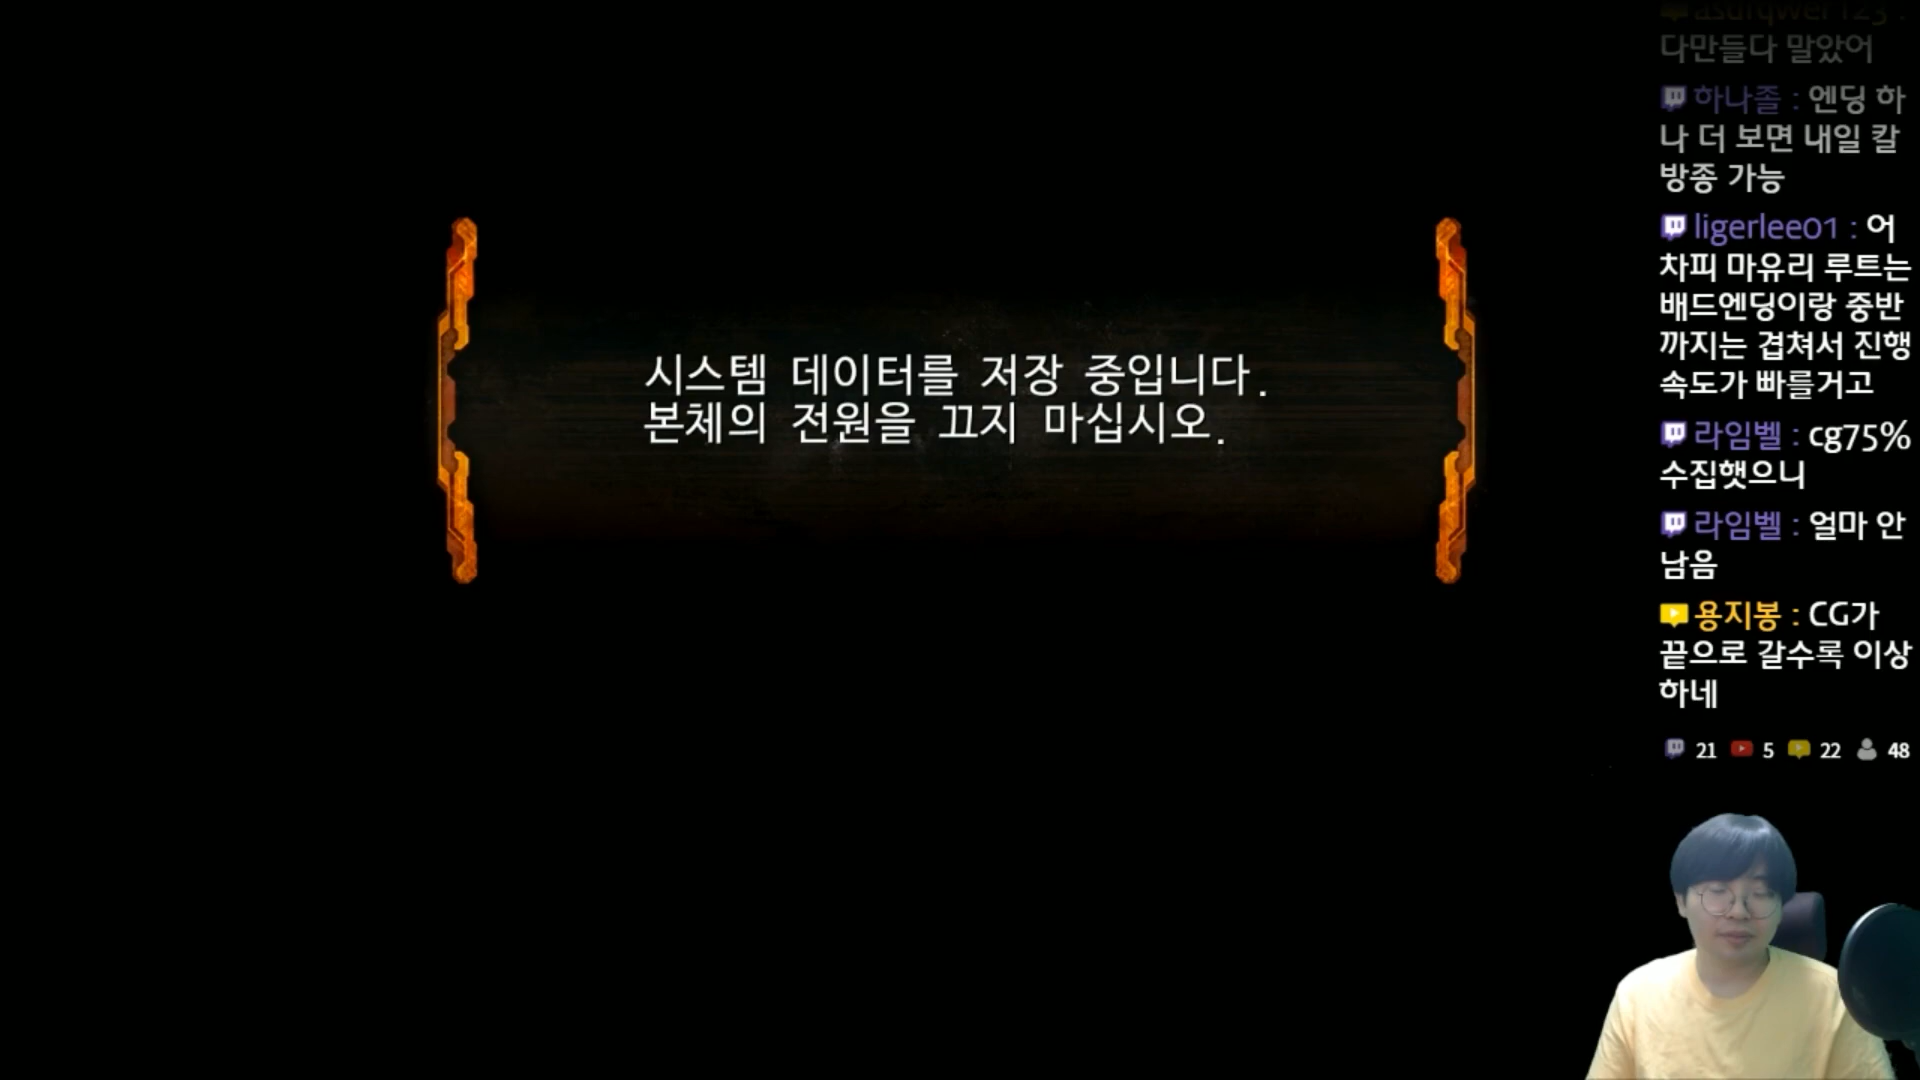 시스템 데이터를 저장 중입니다.
본체의 전원을 끄지 마십시오.
다만들다 말았어
하나졸 : 엔딩 하
나 더 보면 내일 칼
방종 가능
ligerlee01 : 어
차피 마유리 루트는
배드엔딩이랑 중반
까지는 겹쳐서 진행
속도가 빠를거고
라임벨 : cg75%
수집햇으니
라임벨 : 얼마 안
남음
용지봉 : CG가
끝으로 갈수록 이상
하네
21 5 22 48